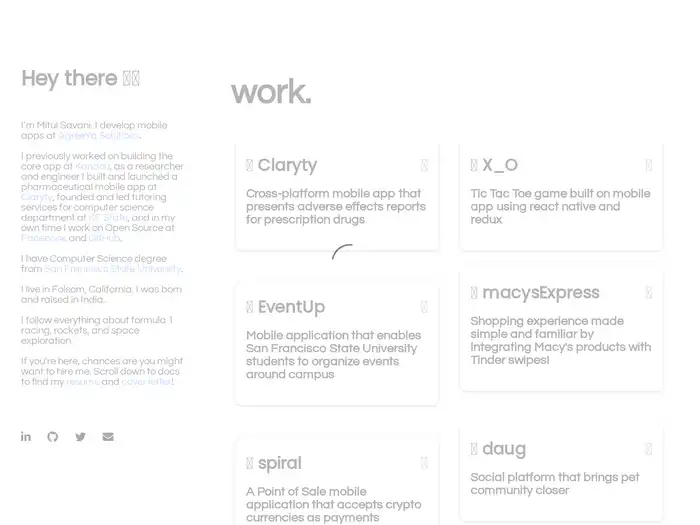 Hey there
I'm Mitul Savani. I develop mobile
apps at Agreeya Solutions.
I previously worked on building the
core app at Kandou, as a researcher
and engineer I built and launched a
pharmaceutical mobile app at
Claryty, founded and led tutoring
services for computer science
department at SF State, and in my
own time I work on Open Source at
Facebook and GitHub.
I have Computer Science degree
from San Francisco State University.
I live in Folsom, California. I was born
and raised in India.
I follow everything about formula 1
racing, rockets, and space
exploration.
If you're here, chances are you might
want to hire me. Scroll down to docs
to find my resume and cover letter!
work.
Claryty
Cross-platform mobile app that
presents adverse effects reports
for prescription drugs
X_O
Tic Tac Toe game built on mobile
app using react native and
redux
EventUp
Mobile application that enables
San Francisco State University
students to organize events
around campus
macysExpress
Shopping experience made
simple and familiar by
Integrating Macy's products with
Tinder swipes!
spiral
A Point of Sale mobile
application that accepts crypto
currencies as payments
daug
Social platform that brings pet
community closer